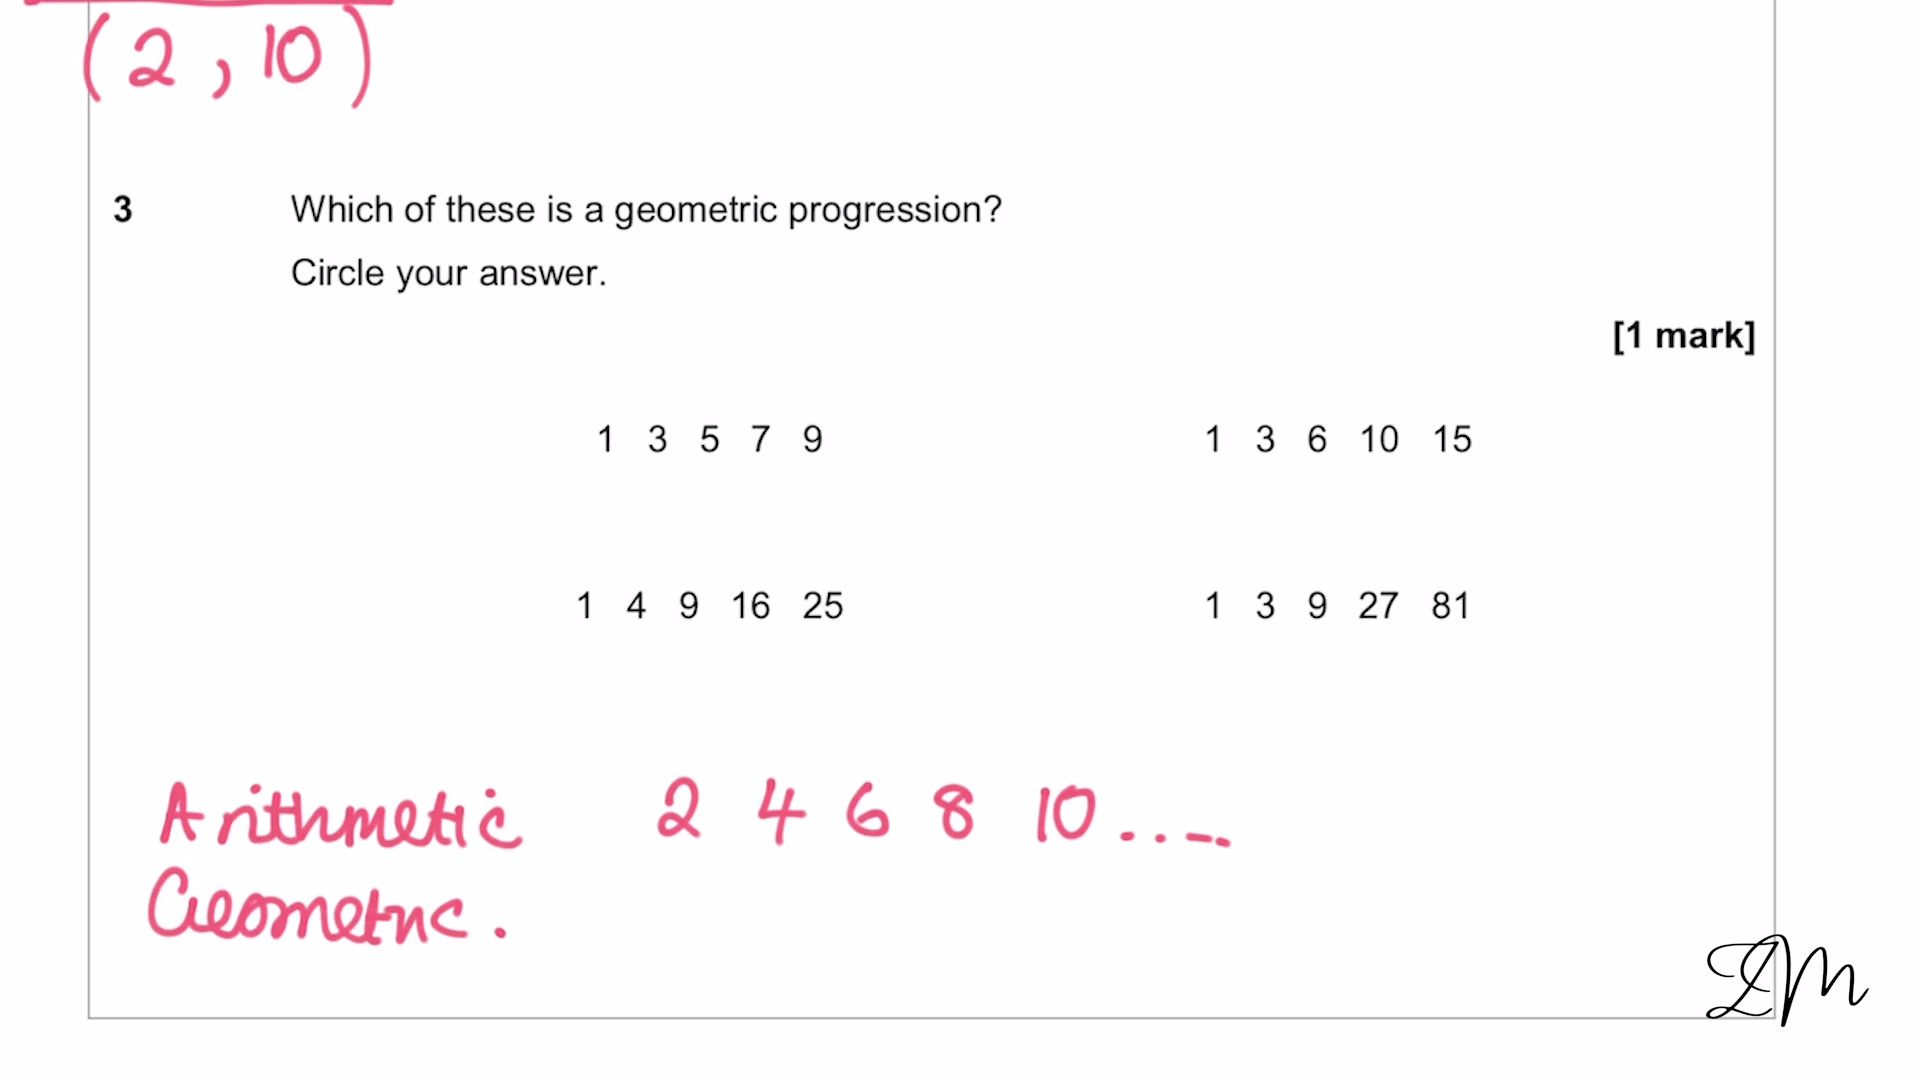 (2, 10)
3 Which of these is a geometric progression?
Circle your answer.
[1 mark]
1 3 5 7 9 1 3 6 10 15
1 4 9 16 25 1 3 9 27 81
Arithmetic 2 4 6 8 10.....
Geometric.
LM